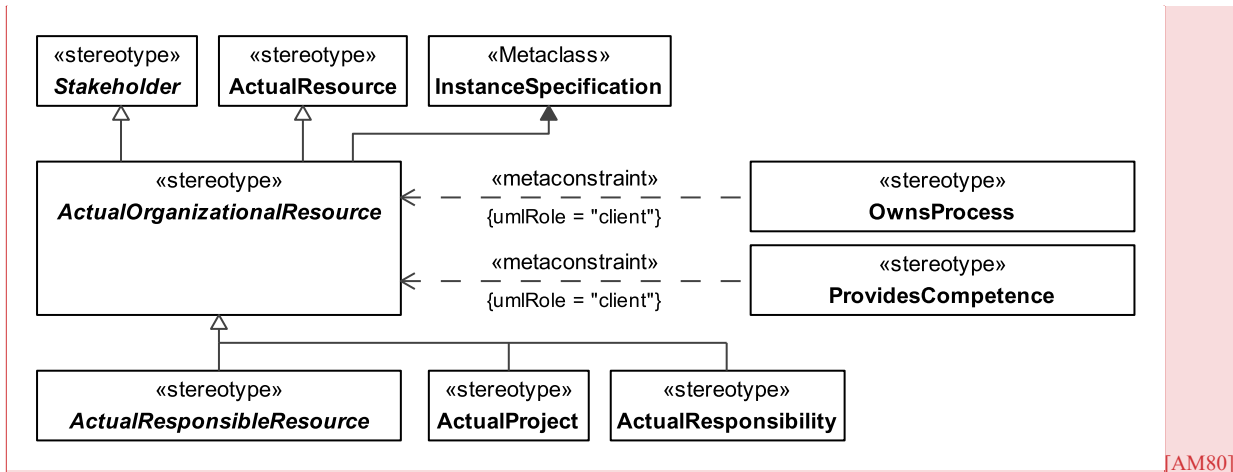 «stereotype»
Stakeholder
«stereotype»
ActualResource
«Metaclass»
InstanceSpecification
«stereotype»
ActualOrganizationalResource
«metaconstraint»
{umlRole = "client"}
«stereotype»
OwnsProcess
«metaconstraint»
{umlRole = "client"}
«stereotype»
ProvidesCompetence
«stereotype»
ActualResponsibleResource
«stereotype»
ActualProject
«stereotype»
ActualResponsibility
[AM80]